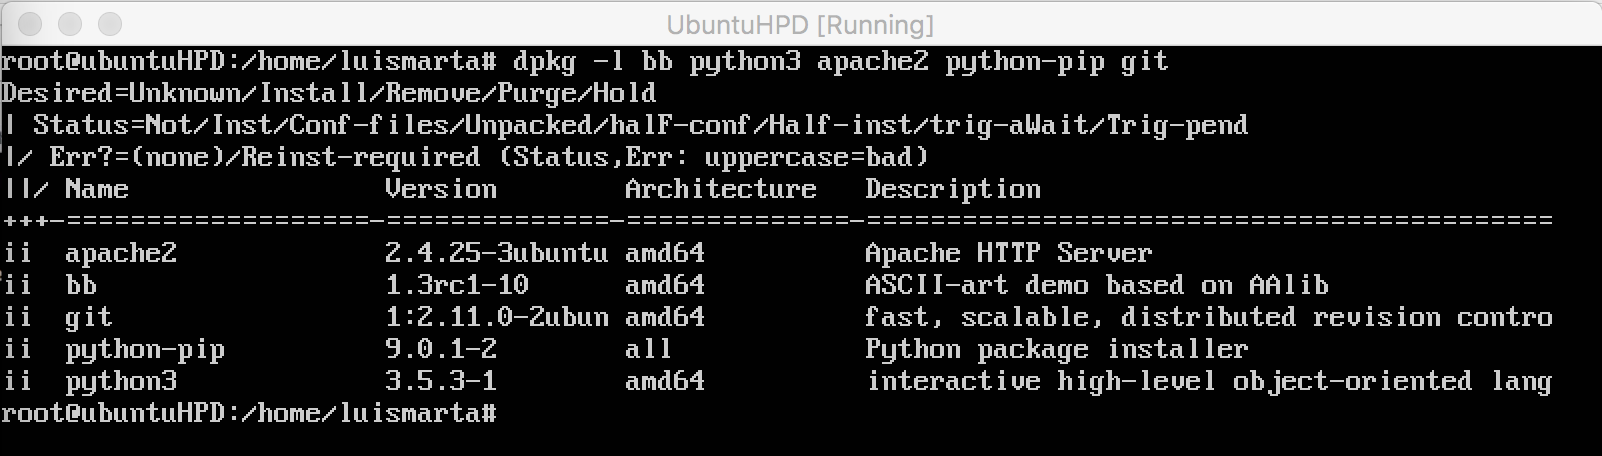 UbuntuHPD [Running]
root@ubuntuHPD:/home/luismarta# dpkg -l bb python3 apache2 python-pip git
Desired=Unknown/Install/Remove/Purge/Hold
| Status=Not/Inst/Conf-files/Unpacked/halF-conf/Half-inst/trig-aWait/Trig-pend
|/ Err?=(none)/Reinst-required (Status,Err: uppercase=bad)
||/ Name                Version        Architecture   Description
+++-===================-==============-==============-===========================================
ii  apache2             2.4.25-3ubuntu amd64          Apache HTTP Server
ii  bb                  1.3rc1-10      amd64          ASCII-art demo based on AAlib
ii  git                 1:2.11.0-2ubun amd64          fast, scalable, distributed revision contro
ii  python-pip          9.0.1-2        all            Python package installer
ii  python3             3.5.3-1        amd64          interactive high-level object-oriented lang
root@ubuntuHPD:/home/luismarta#